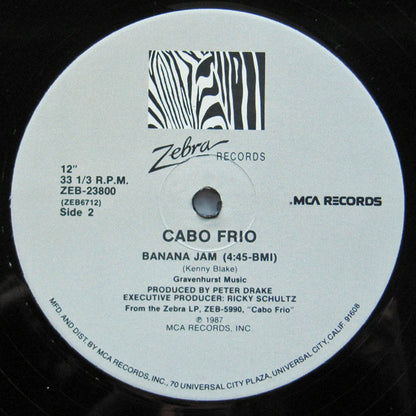 Zebra RECORDS
12"
33 1/3 R.P.M.
ZEB-23800
(ZEB6712)
Side 2
.MCA RECORDS
CABO FRIO
BANANA JAM (4:45-BMI)
(Kenny Blake)
Gravenhurst Music
PRODUCED BY PETER DRAKE
EXECUTIVE PRODUCER: RICKY SCHULTZ
From the Zebra LP, ZEB-5990, "Cabo Frio"
℗ 1987
MCA RECORDS, INC.
MFD. AND DIST. BY MCA RECORDS, INC., 70 UNIVERSAL CITY PLAZA, UNIVERSAL CITY, CALIF. 91608